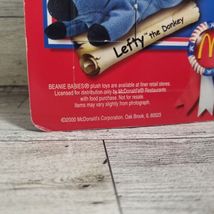 Lefty™ the Donkey
BEANIE BABIES® plush toys are available at finer retail stores.
Licensed for distribution only by McDonald's® Restaurants
with food purchase. Not for resale.
Items may vary slightly from photograph.
©2000 McDonald's Corporation, Oak Brook, IL 60523